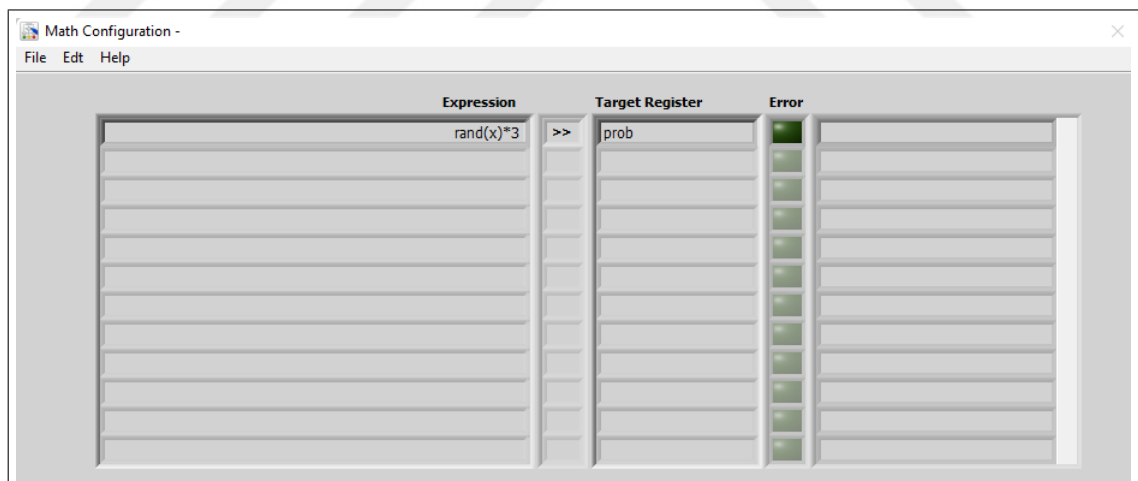 Math Configuration -
File Edt Help
Expression Target Register Error
rand(x)*3 >> prob